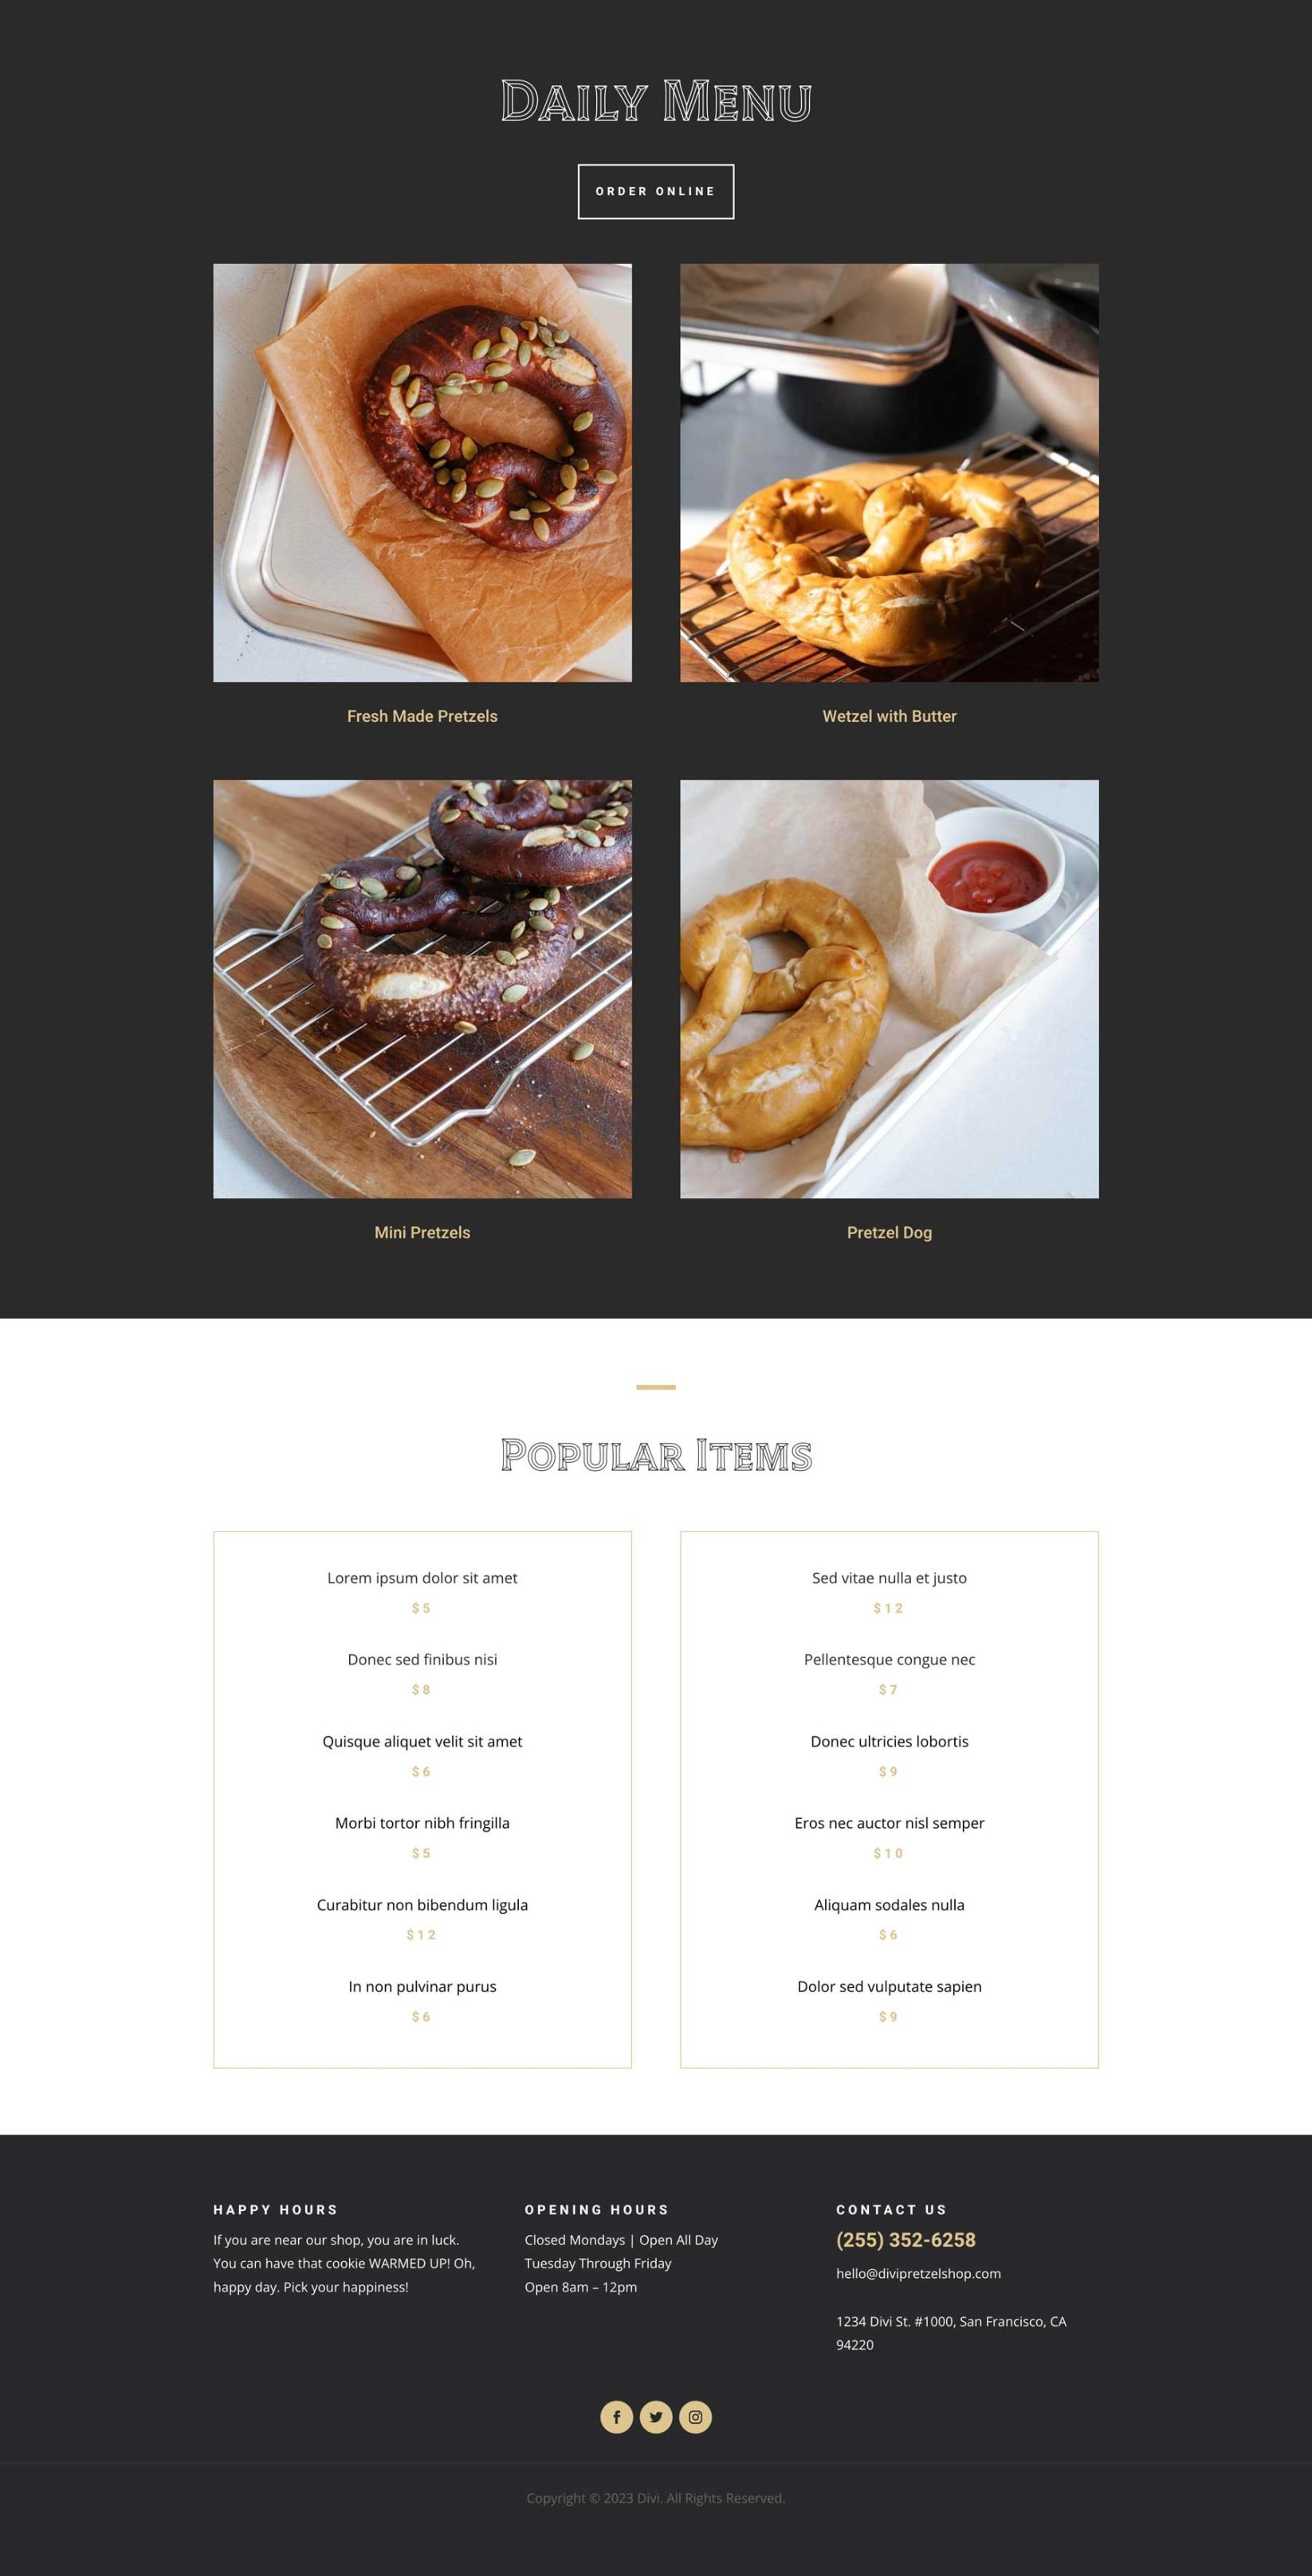 Daily Menu
ORDER ONLINE
Fresh Made Pretzels
Wetzel with Butter
Mini Pretzels
Pretzel Dog
Popular Items
Lorem ipsum dolor sit amet
$5
Donec sed finibus nisi
$8
Quisque aliquet velit sit amet
$6
Morbi tortor nibh fringilla
$5
Curabitur non bibendum ligula
$12
In non pulvinar purus
$6
Sed vitae nulla et justo
$12
Pellentesque congue nec
$7
Donec ultricies lobortis
$9
Eros nec auctor nisl semper
$10
Aliquam sodales nulla
$6
Dolor sed vulputate sapien
$9
HAPPY HOURS
If you are near our shop, you are in luck.
You can have that cookie WARMED UP! Oh,
happy day. Pick your happiness!
OPENING HOURS
Closed Mondays | Open All Day
Tuesday Through Friday
Open 8am – 12pm
CONTACT US
(255) 352-6258
hello@divipretzelshop.com
1234 Divi St. #1000, San Francisco, CA
94220
Copyright © 2023 Divi. All Rights Reserved.